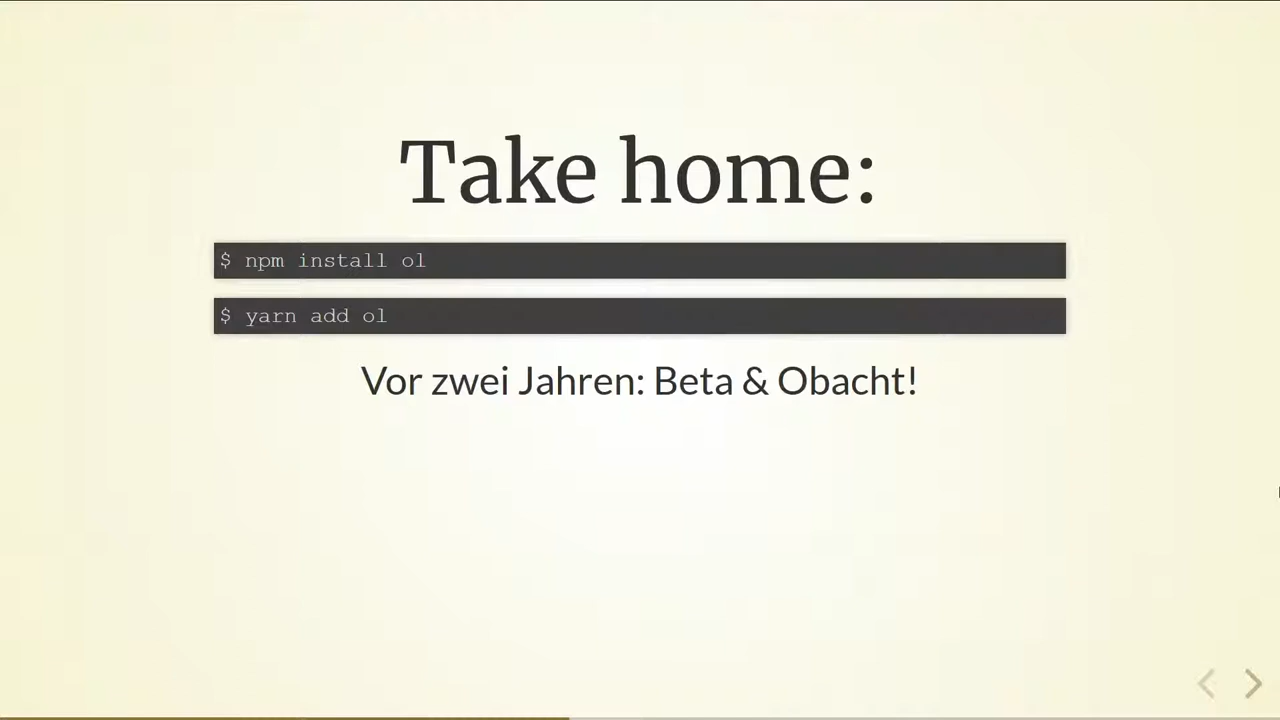 Take home:
$ npm install ol
$ yarn add ol
Vor zwei Jahren: Beta & Obacht!